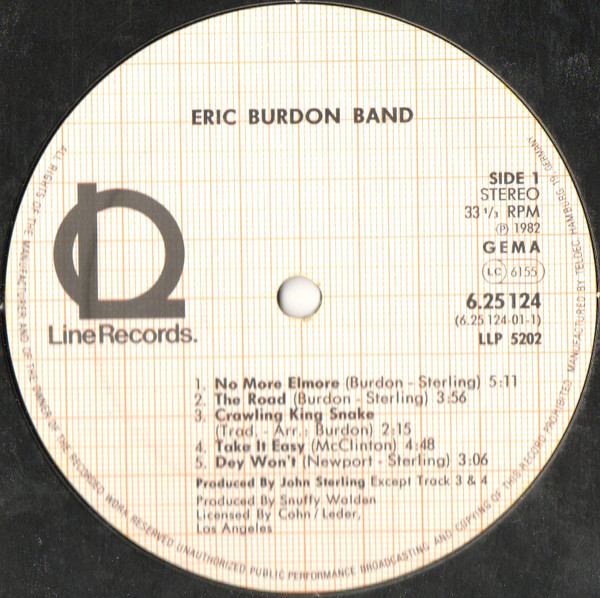 ERIC BURDON BAND
SIDE 1
STEREO
33 1/3 RPM
Ⓟ 1982
GEMA
LC 6155
6.25 124
(6.25 124-01-1)
LLP 5202
Line Records.
1. No More Elmore (Burdon - Sterling) 5:11
2. The Road (Burdon - Sterling) 3:56
3. Crawling King Snake
(Trad. - Arr.: Burdon) 2:15
4. Take It Easy (McClinton) 4:48
5. Dey Won't (Newport - Sterling) 3:06
Produced By John Sterling Except Track 3 & 4
Produced By Snuffy Walden
Licensed By Cohn/Leder,
Los Angeles
ALL RIGHTS OF THE MANUFACTURER AND OF THE OWNER OF THE RECORDED WORK RESERVED UNAUTHORIZED PUBLIC PERFORMANCE BROADCASTING AND COPYING OF THIS RECORD PROHIBITED. MANUFACTURED BY TELDEC HAMBURG 19, GERMANY